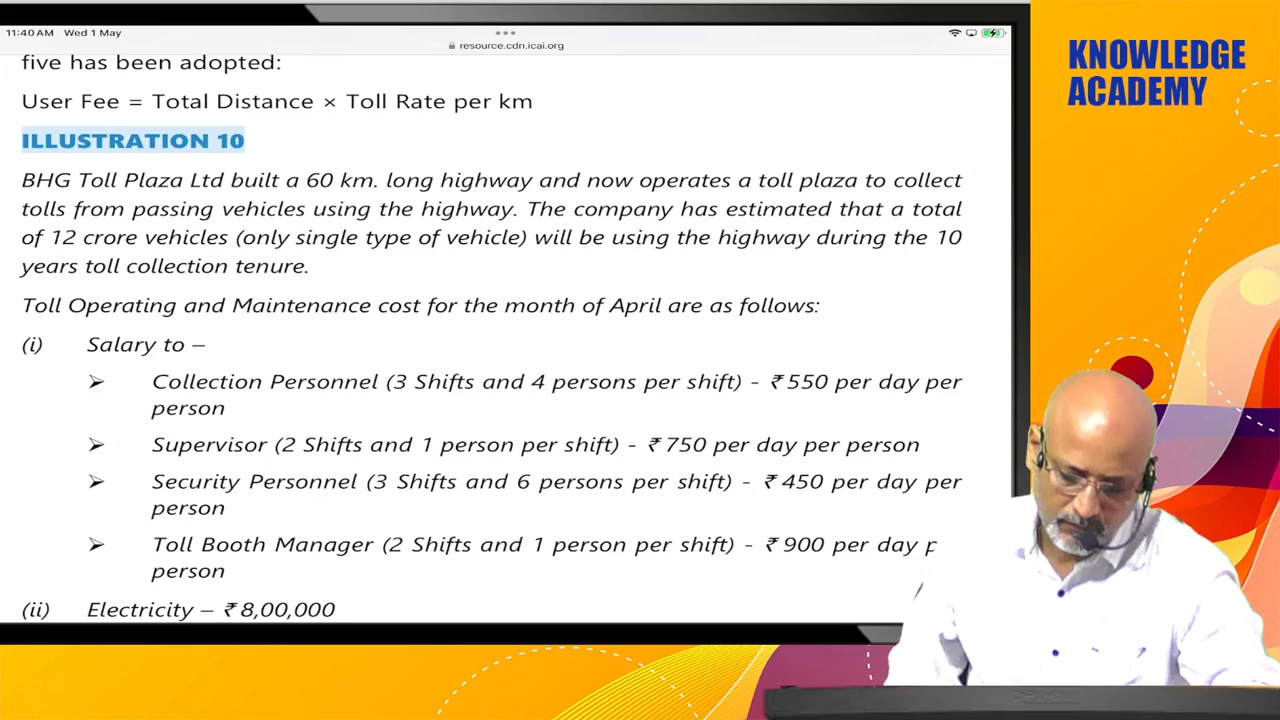 11:40 AM Wed 1 May
resource.cdn.icai.org
KNOWLEDGE
ACADEMY
five has been adopted:
User Fee = Total Distance × Toll Rate per km
ILLUSTRATION 10
BHG Toll Plaza Ltd built a 60 km. long highway and now operates a toll plaza to collect
tolls from passing vehicles using the highway. The company has estimated that a total
of 12 crore vehicles (only single type of vehicle) will be using the highway during the 10
years toll collection tenure.
Toll Operating and Maintenance cost for the month of April are as follows:
(i) Salary to –
➢ Collection Personnel (3 Shifts and 4 persons per shift) - ₹ 550 per day per
person
➢ Supervisor (2 Shifts and 1 person per shift) - ₹ 750 per day per person
➢ Security Personnel (3 Shifts and 6 persons per shift) - ₹ 450 per day per
person
➢ Toll Booth Manager (2 Shifts and 1 person per shift) - ₹ 900 per day
person
(ii) Electricity – ₹ 8,00,000